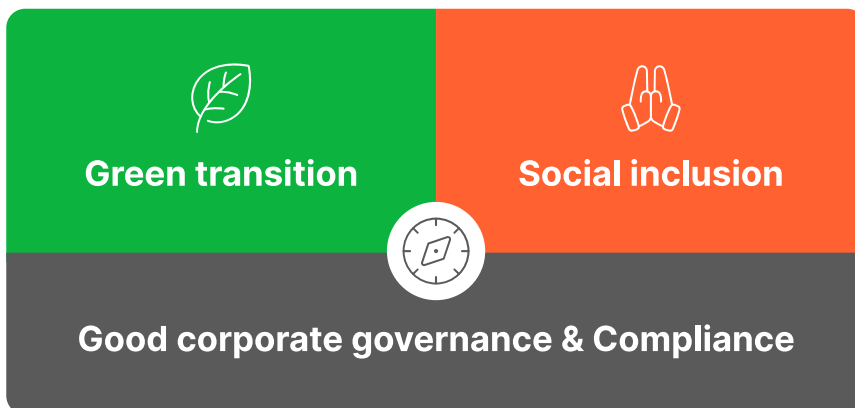 Green transition
Social inclusion
Good corporate governance & Compliance